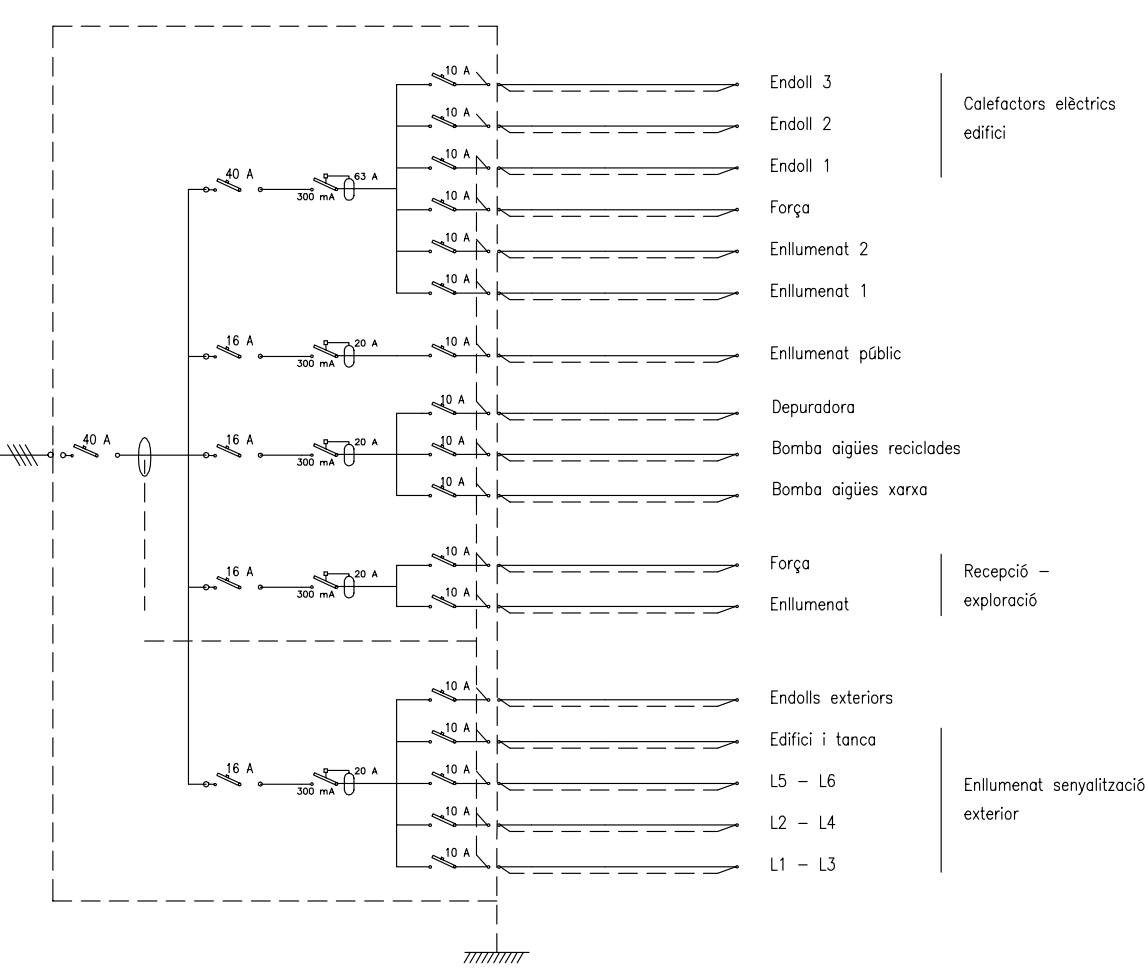 10 A
Endoll 3
Calefactors elèctrics
edifici
10 A
Endoll 2
10 A
Endoll 1
40 A
63 A
300 mA
10 A
Força
10 A
Enllumenat 2
10 A
Enllumenat 1
16 A
20 A
300 mA
10 A
Enllumenat públic
10 A
Depuradora
40 A
16 A
20 A
300 mA
10 A
Bomba aigües reciclades
10 A
Bomba aigües xarxa
10 A
Força
Recepció –
exploració
16 A
20 A
300 mA
10 A
Enllumenat
10 A
Endolls exteriors
10 A
Edifici i tanca
16 A
20 A
300 mA
10 A
L5 – L6
Enllumenat senyalització
exterior
10 A
L2 – L4
10 A
L1 – L3